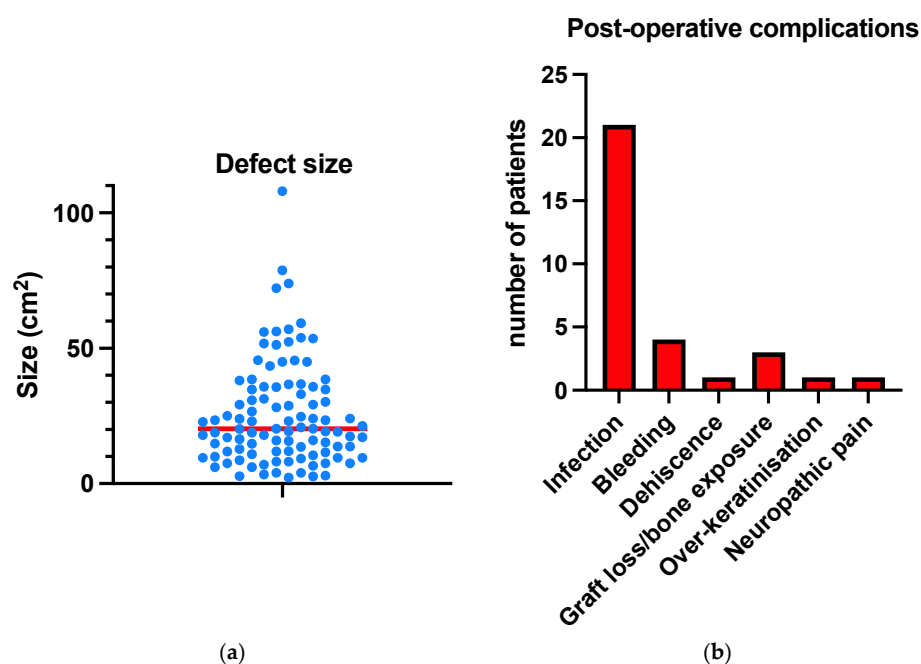 Post-operative complications
Defect size
Size (cm²)
100
50
0
number of patients
25
20
15
10
5
0
Infection
Bleeding
Dehiscence
Graft loss/bone exposure
Over-keratinisation
Neuropathic pain
(a)
(b)